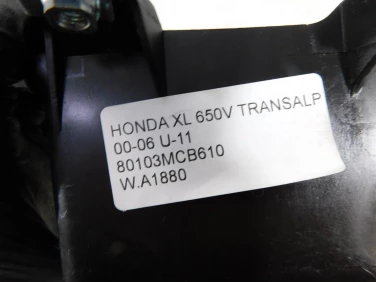 HONDA XL 650V TRANSALP
00-06 U-11
80103MCB610
W.A1880